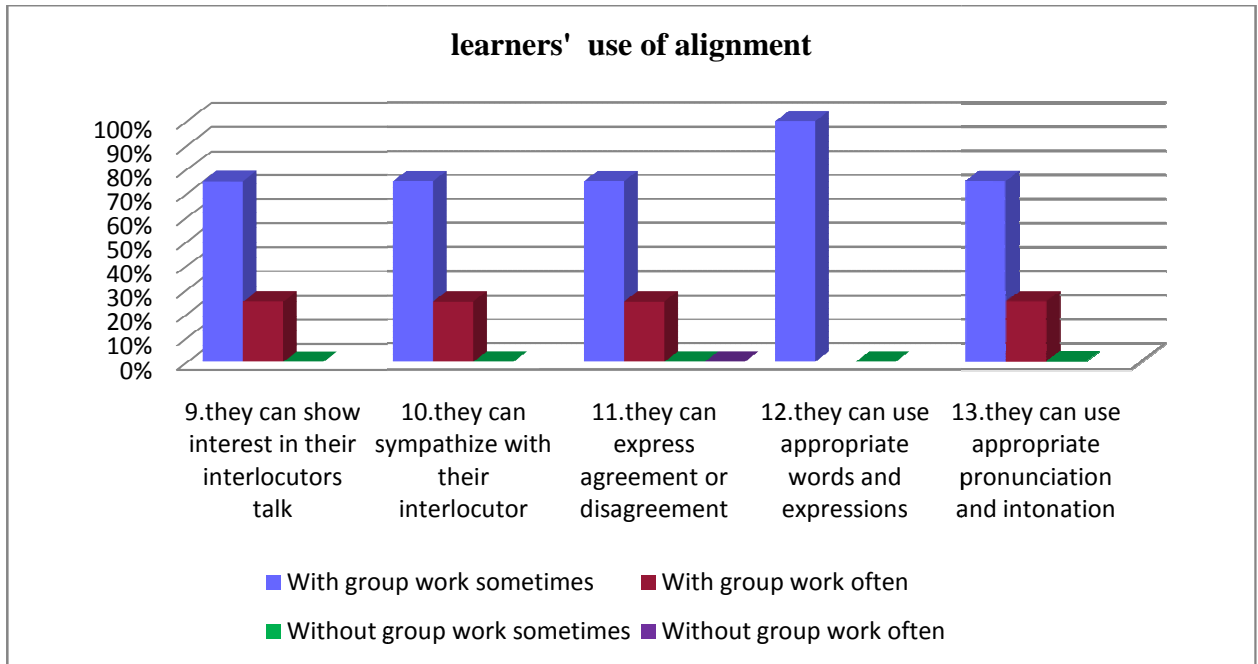 learners' use of alignment
100%
90%
80%
70%
60%
50%
40%
30%
20%
10%
0%
9.they can show
interest in their
interlocutors
talk
10.they can
sympathize with
their
interlocutor
11.they can
express
agreement or
disagreement
12.they can use
appropriate
words and
expressions
13.they can use
appropriate
pronunciation
and intonation
With group work sometimes
With group work often
Without group work sometimes
Without group work often